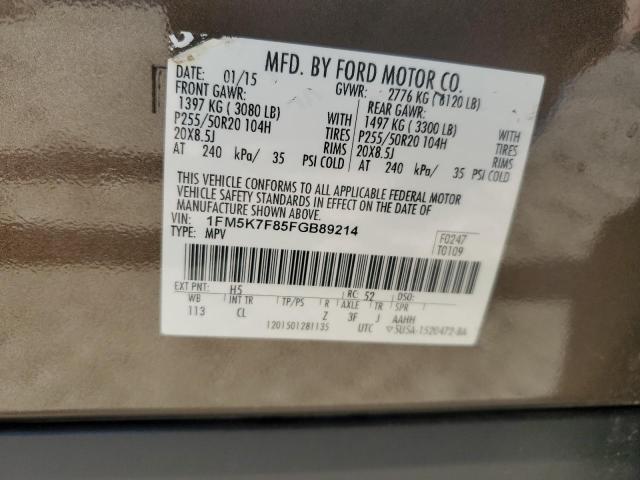 MFD. BY FORD MOTOR CO.
DATE: 01/15 GVWR: 2776 KG ( 6120 LB)
FRONT GAWR: REAR GAWR:
1397 KG ( 3080 LB) WITH 1497 KG ( 3300 LB) WITH
P255/50R20 104H TIRES P255/50R20 104H TIRES
20X8.5J RIMS 20X8.5J RIMS
AT 240 kPa/ 35 PSI COLD AT 240 kPa/ 35 PSI COLD
THIS VEHICLE CONFORMS TO ALL APPLICABLE FEDERAL MOTOR
VEHICLE SAFETY STANDARDS IN EFFECT ON THE DATE OF
MANUFACTURE SHOWN ABOVE.
VIN: 1FM5K7F85FGB89214
TYPE: MPV
F0247
T0109
EXT PNT: H5 RC: 52 DSO:
WB INT TR TP/PS R AXLE TR SPR
113 CL Z 3F J AAHH
1201501281135 UTC 5USA-1520472-BA